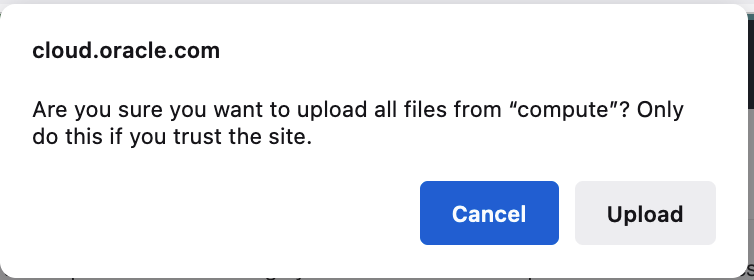 cloud.oracle.com
Are you sure you want to upload all files from “compute”? Only
do this if you trust the site.
Cancel
Upload